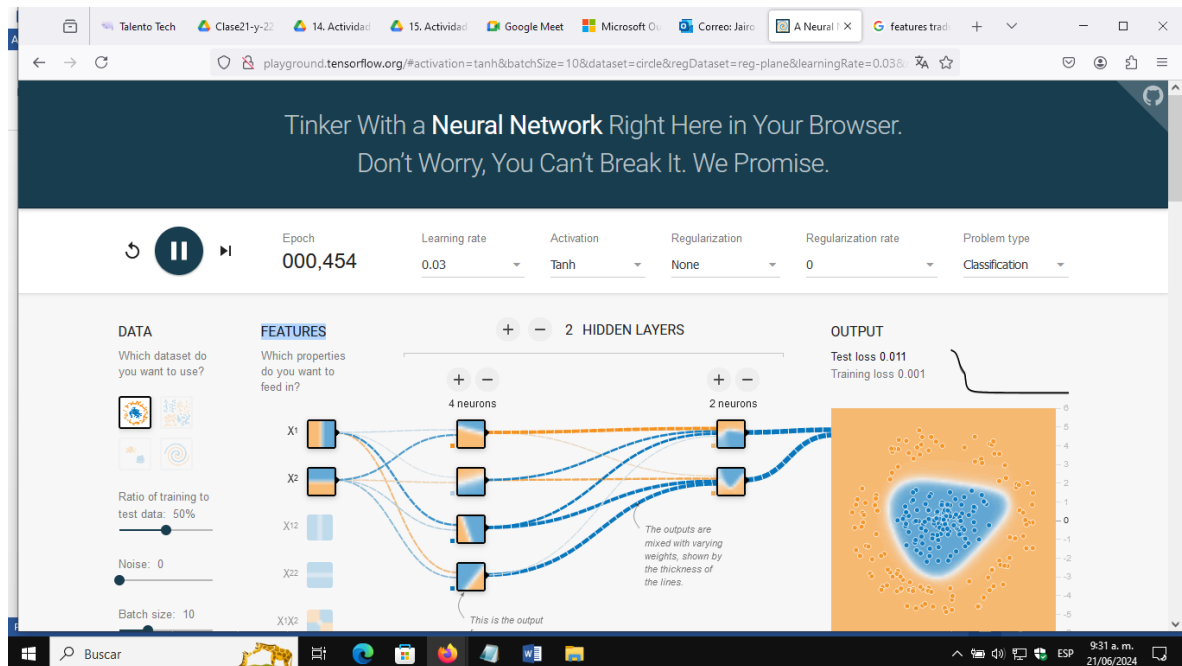 Talento Tech
Clase21-y-22
14. Actividad
15. Actividad
Google Meet
Microsoft Ou
Correo: Jairo
A Neural N
features tradu
playground.tensorflow.org/#activation=tanh&batchSize=10&dataset=circle&regDataset=reg-plane&learningRate=0.03&
Tinker With a Neural Network Right Here in Your Browser.
Don't Worry, You Can't Break It. We Promise.
Epoch
000,454
Learning rate
0.03
Activation
Tanh
Regularization
None
Regularization rate
0
Problem type
Classification
DATA
Which dataset do
you want to use?
Ratio of training to
test data: 50%
Noise: 0
Batch size: 10
FEATURES
Which properties
do you want to
feed in?
X1
X2
X12
X22
X1X2
+ − 2 HIDDEN LAYERS
+ −
4 neurons
+ −
2 neurons
The outputs are
mixed with varying
weights, shown by
the thickness of
the lines.
This is the output
OUTPUT
Test loss 0.011
Training loss 0.001
6
5
4
3
2
1
0
-1
-2
-3
-4
-5
Buscar
ESP
9:31 a. m.
21/06/2024